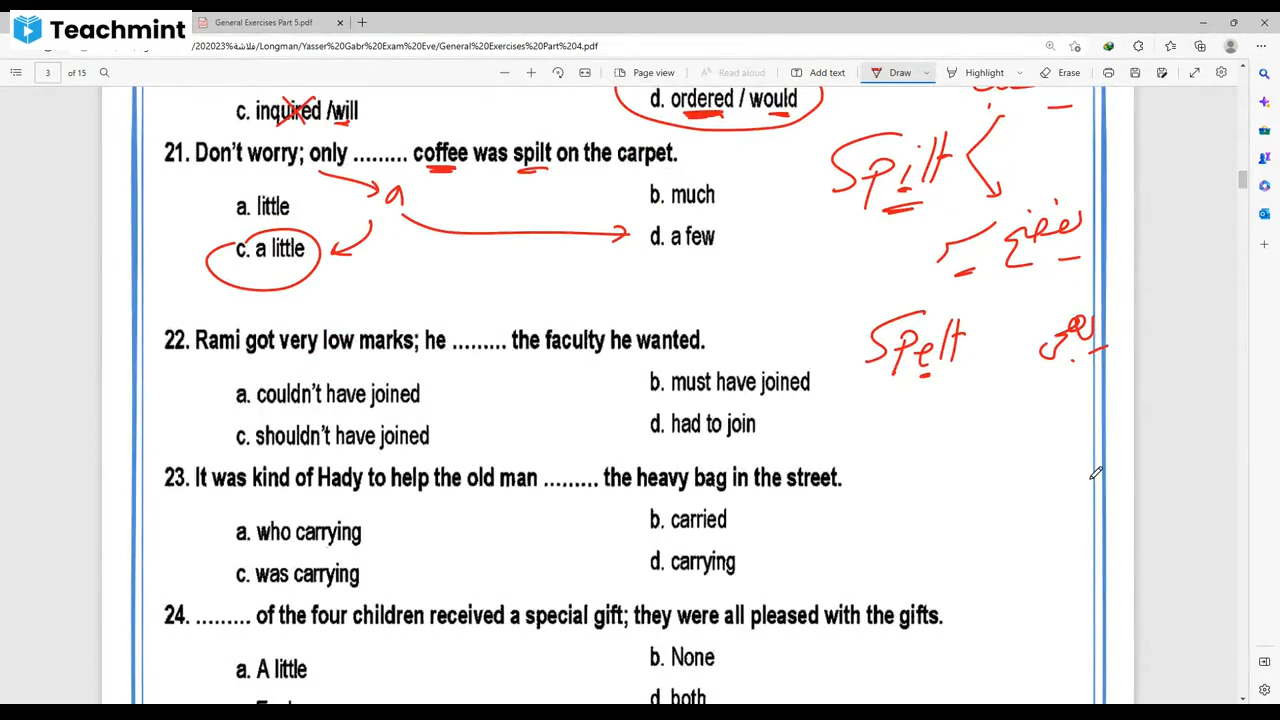 Teachmint
General Exercises Part 5.pdf
/202023%غلاشة/Longman/Yasser%20Gabr%20Exam%20Eve/General%20Exercises%20Part%204.pdf
3 of 15
Page view
Read aloud
Add text
Draw
Highlight
Erase
c. inquired /will
d. ordered / would
21. Don't worry; only ......... coffee was spilt on the carpet.
a. little
b. much
c. a little
d. a few
a
Spilt
22. Rami got very low marks; he ......... the faculty he wanted.
Spelt
a. couldn't have joined
b. must have joined
c. shouldn't have joined
d. had to join
23. It was kind of Hady to help the old man ......... the heavy bag in the street.
a. who carrying
b. carried
c. was carrying
d. carrying
24. ......... of the four children received a special gift; they were all pleased with the gifts.
a. A little
b. None
d. both